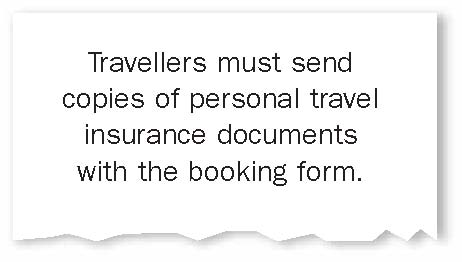 Travellers must send
copies of personal travel
insurance documents
with the booking form.